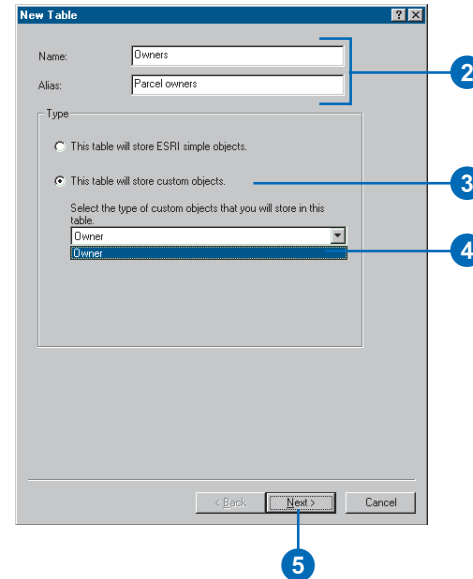 New Table
Name: Owners
Alias: Parcel owners
2
Type
This table will store ESRI simple objects.
This table will store custom objects.
3
Select the type of custom objects that you will store in this
table.
Owner
Owner
4
< Back Next > Cancel
5